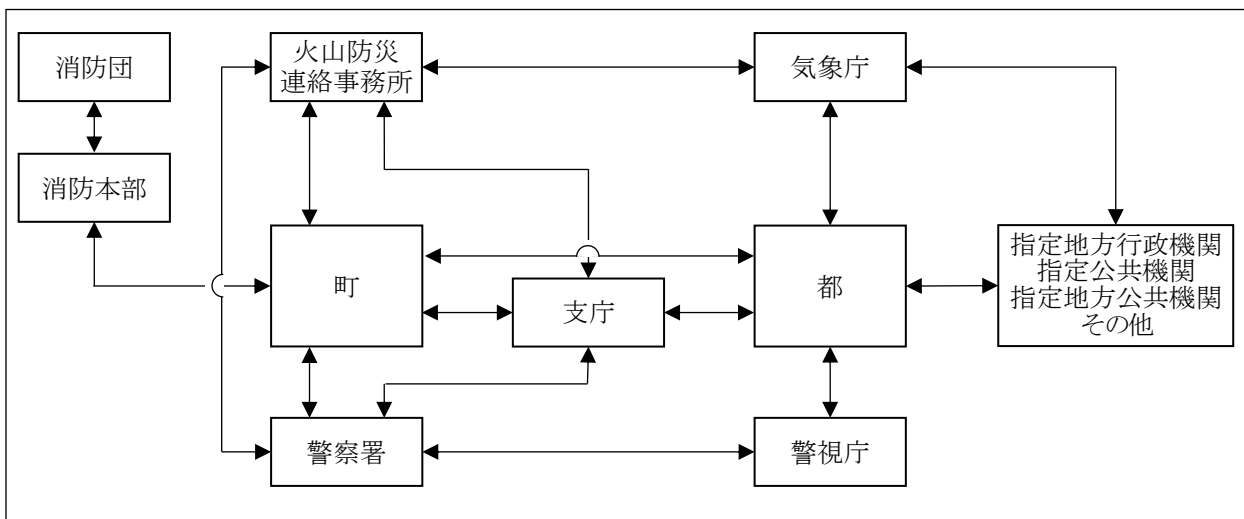 消防団
火山防災
連絡事務所
気象庁
消防本部
町
支庁
都
指定地方行政機関
指定公共機関
指定地方公共機関
その他
警察署
警視庁